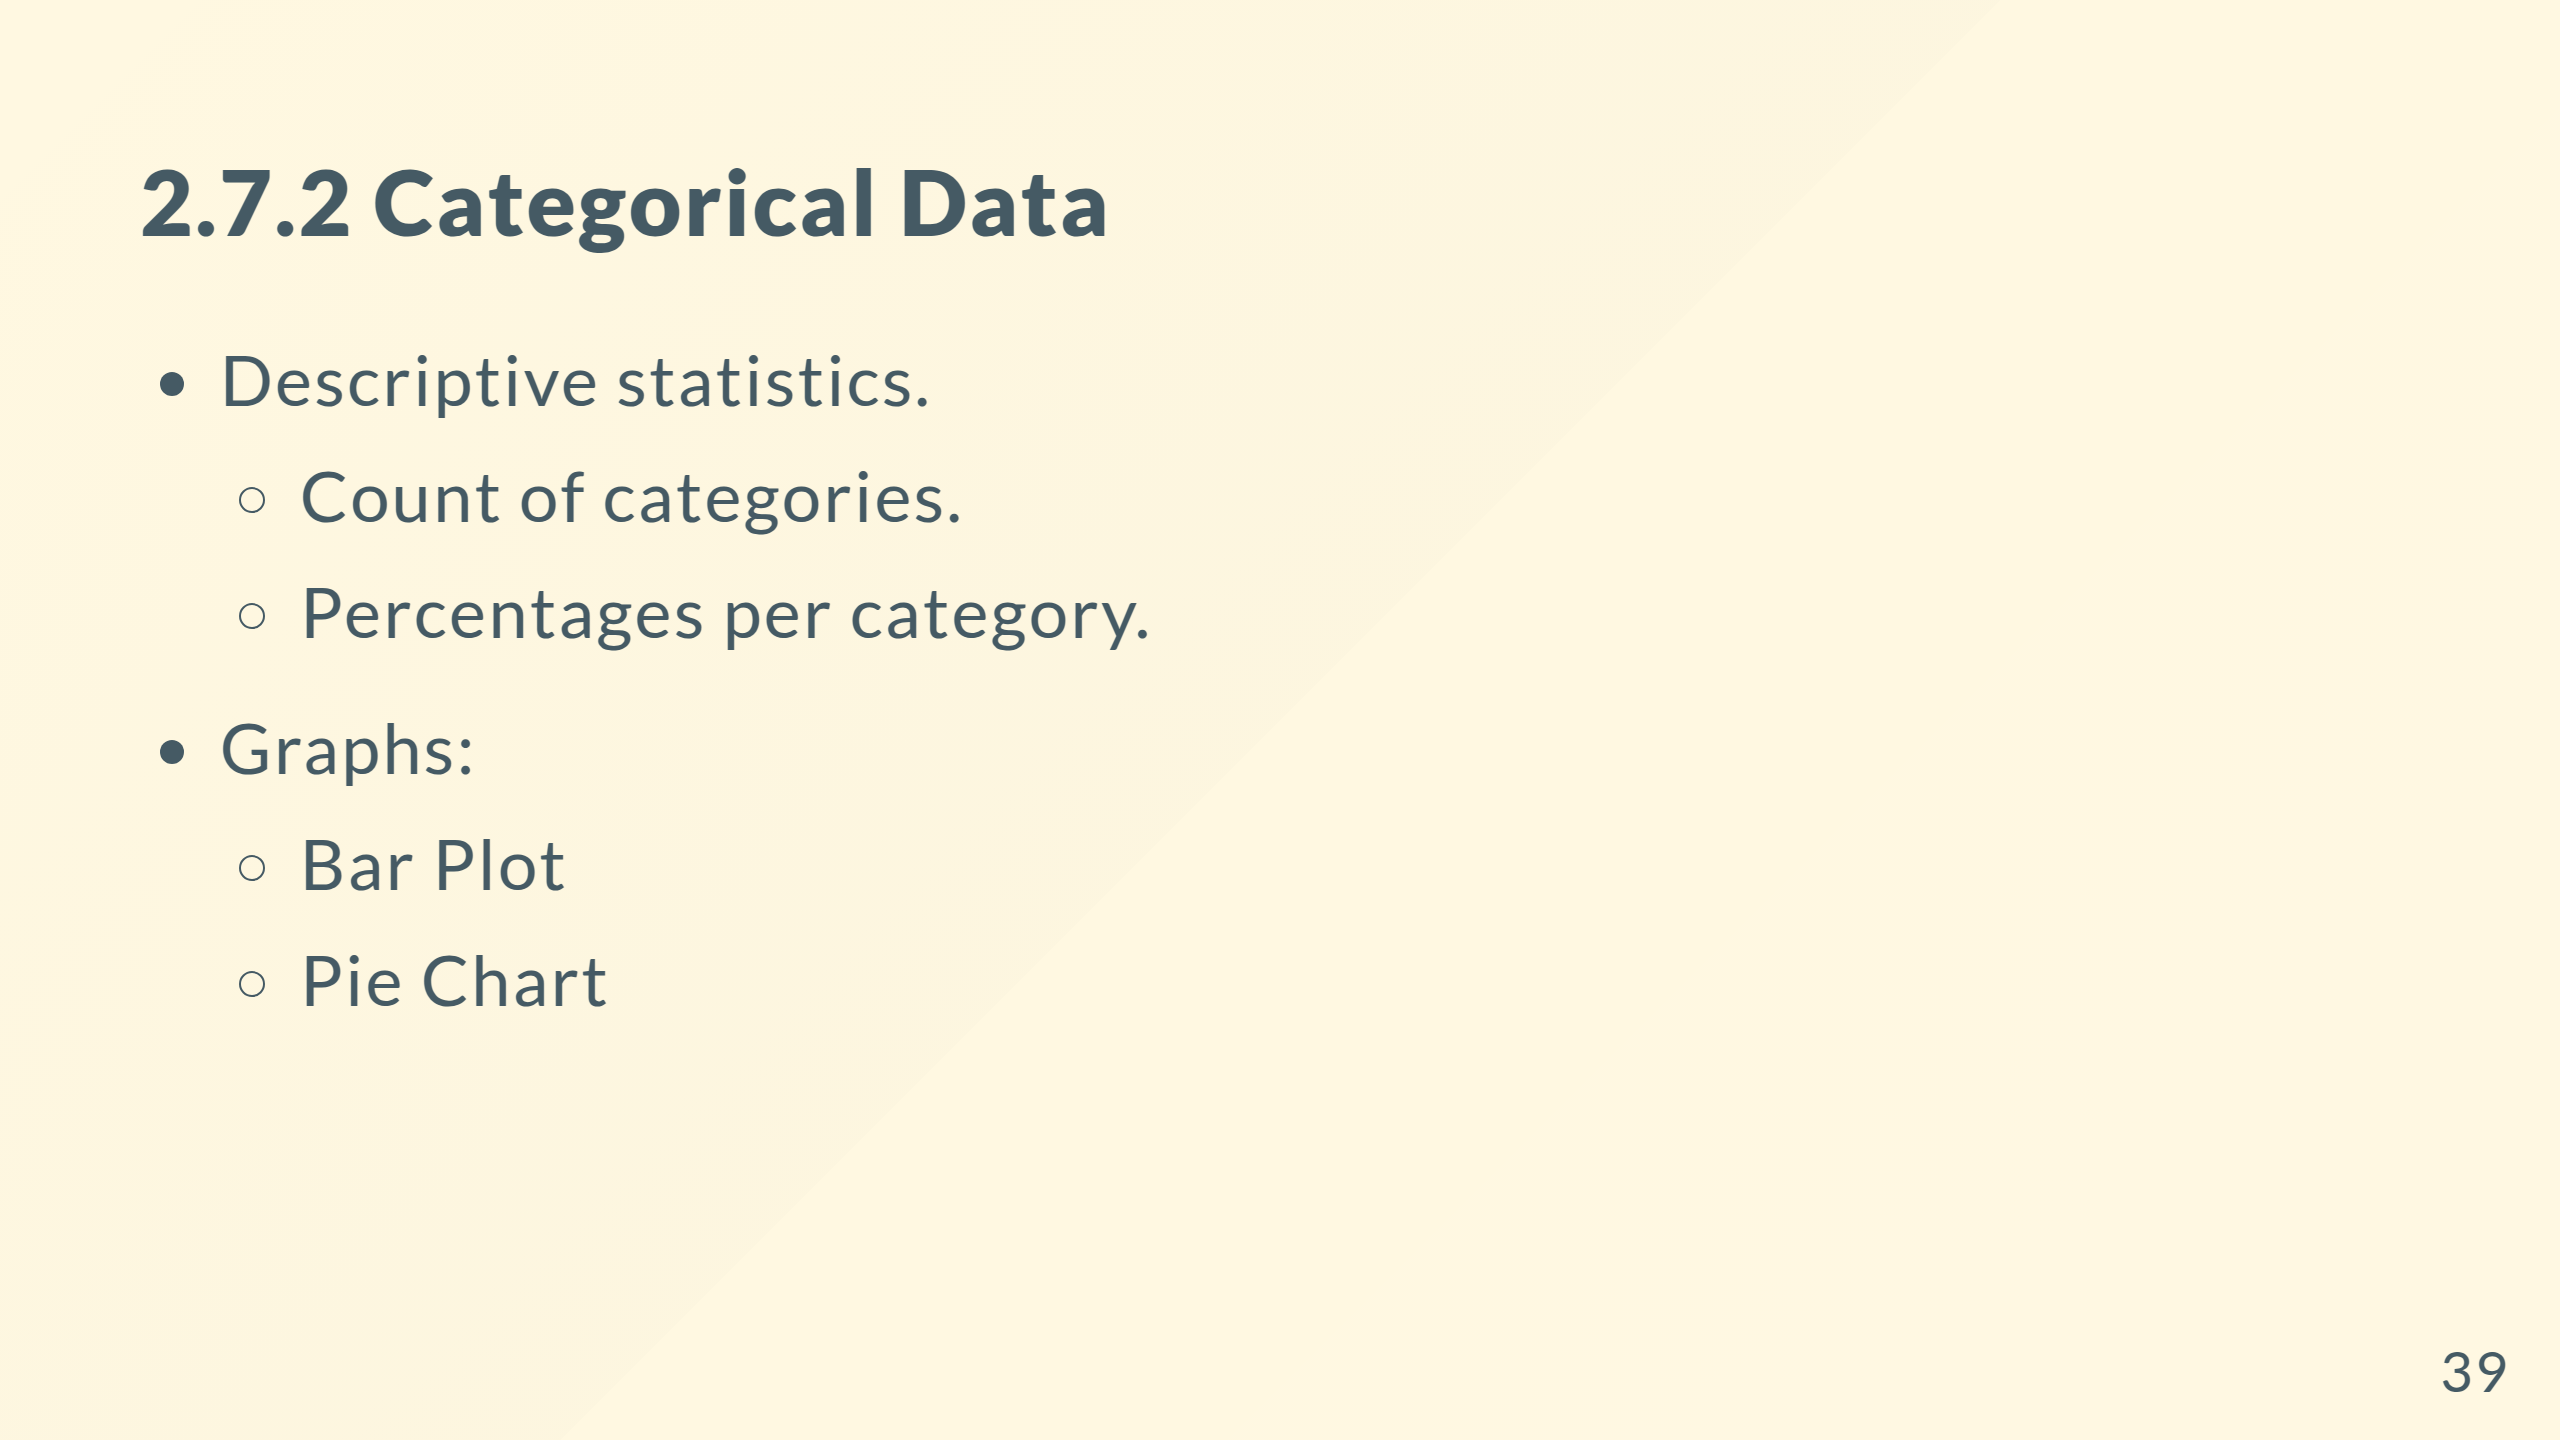 2.7.2 Categorical Data
• Descriptive statistics.
○ Count of categories.
○ Percentages per category.
• Graphs:
○ Bar Plot
○ Pie Chart
39